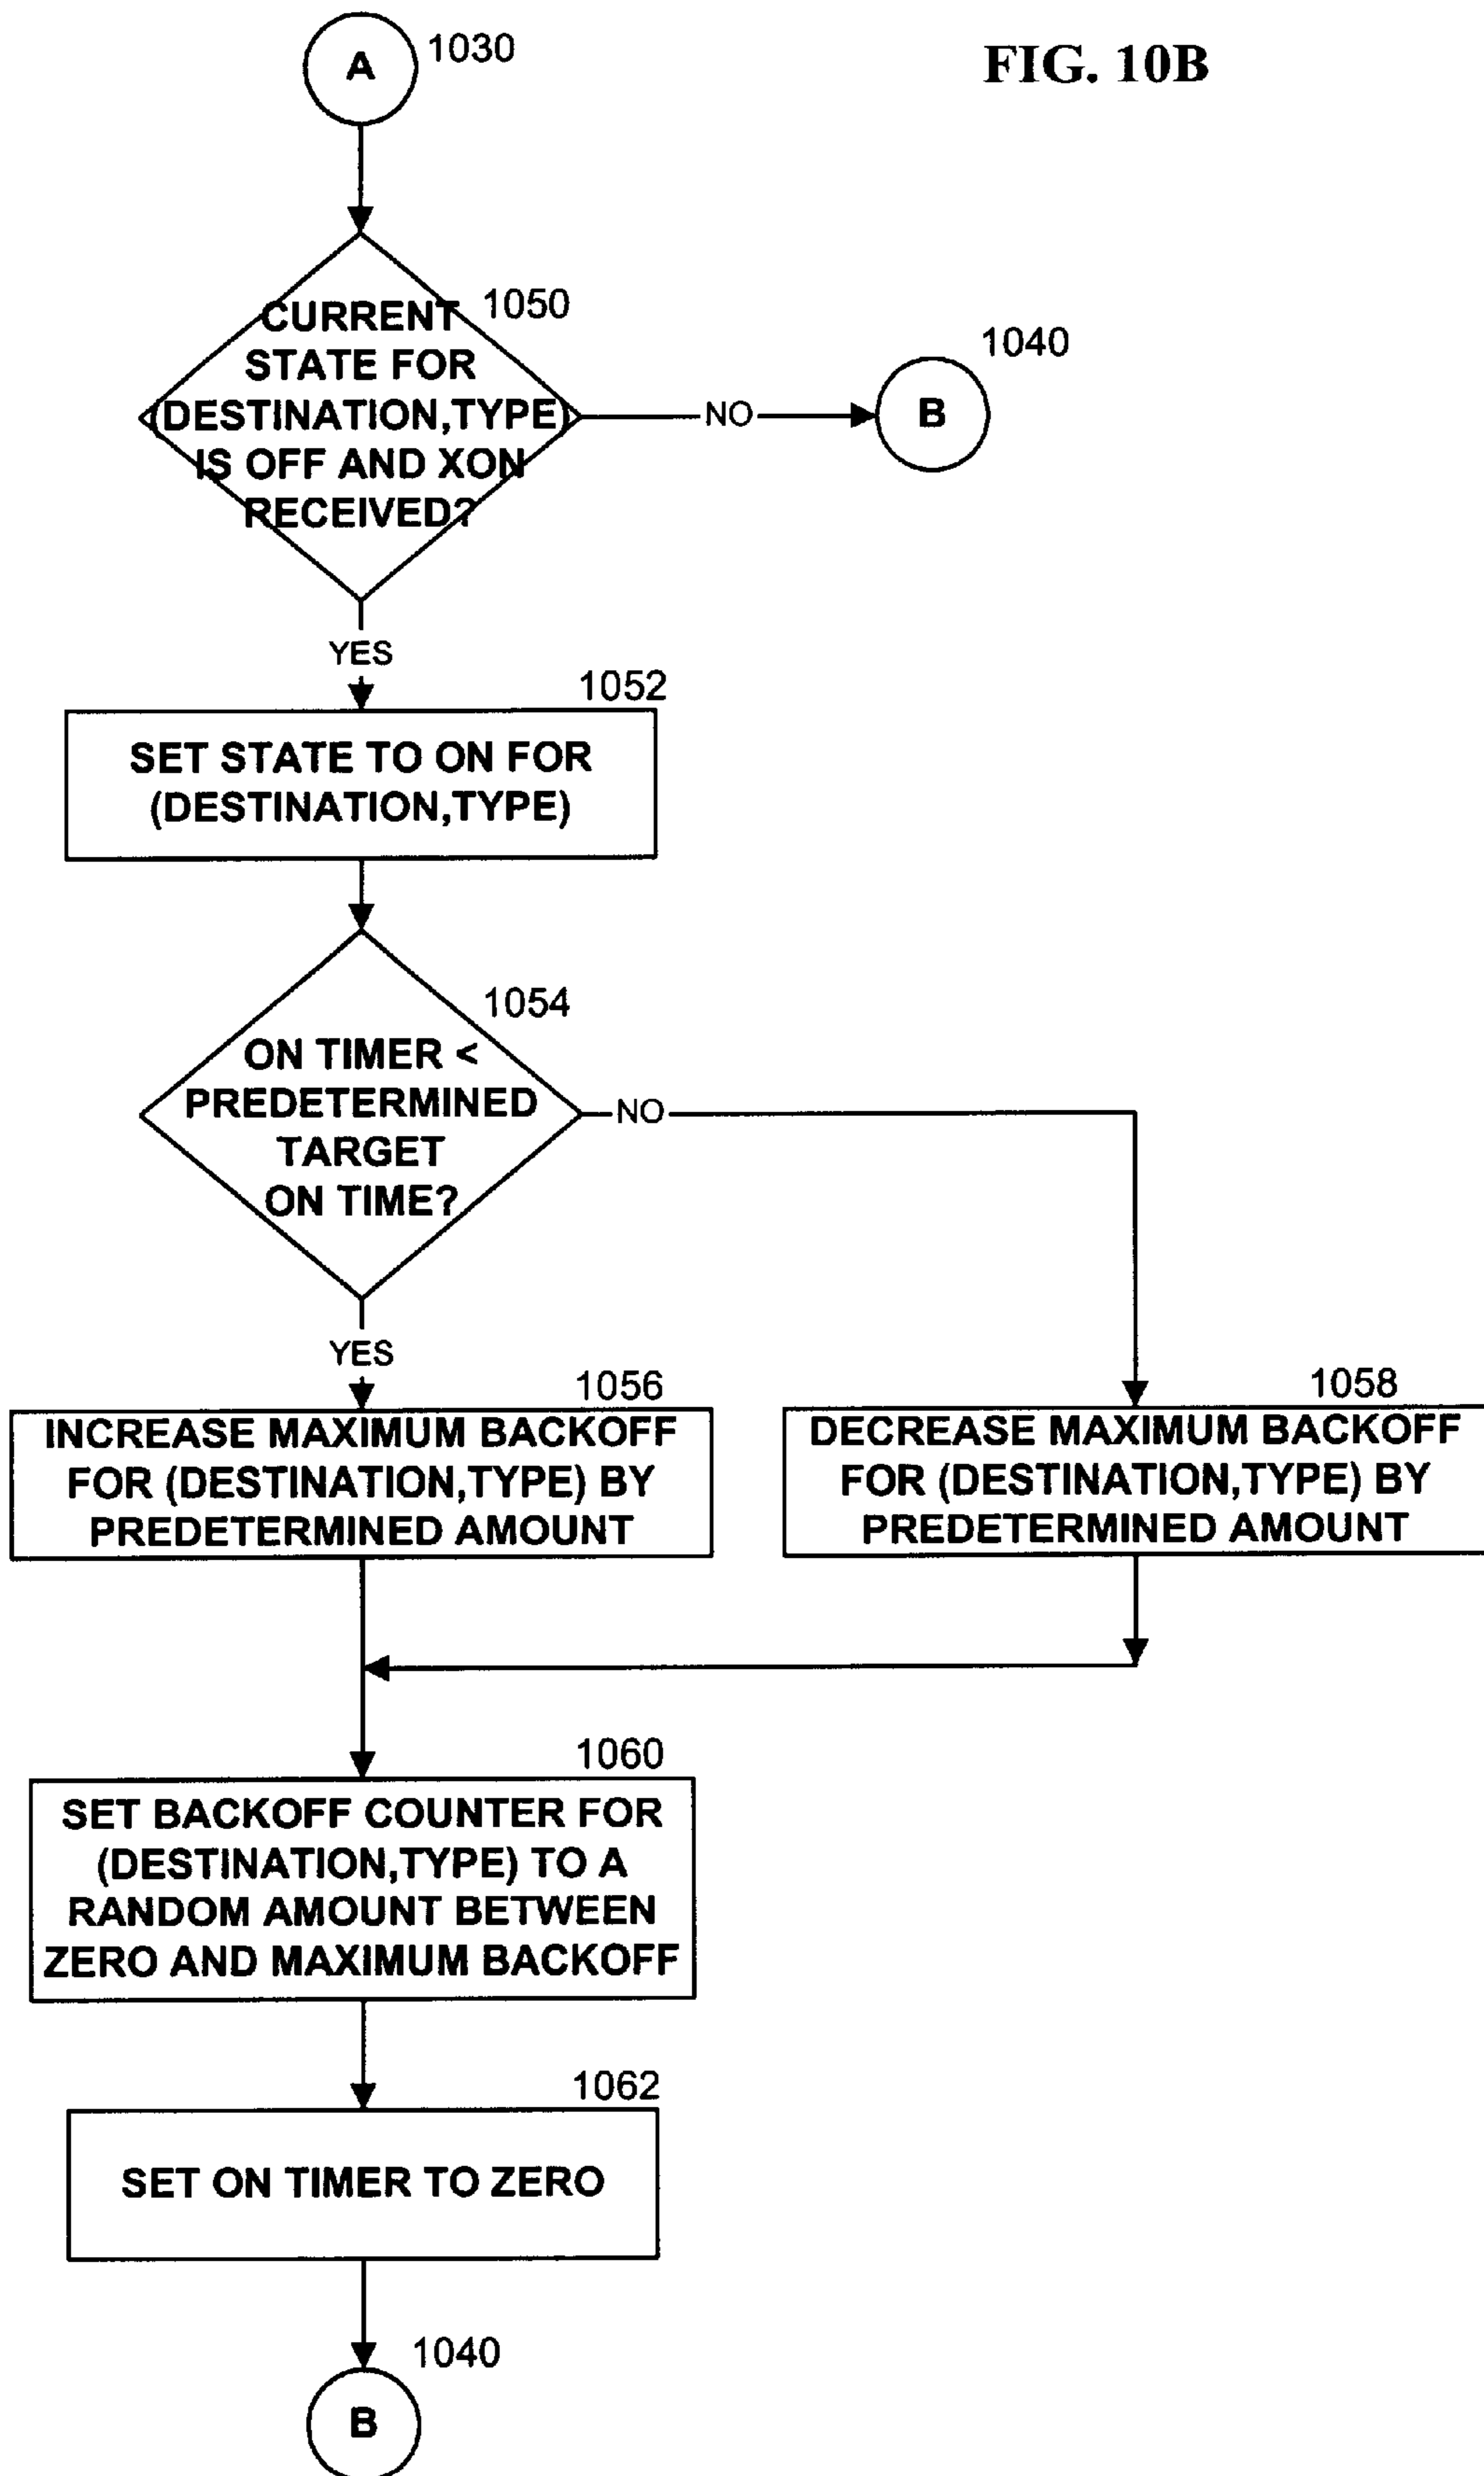 A 1030
FIG. 10B
1050
CURRENT
STATE FOR
(DESTINATION,TYPE)
IS OFF AND XON
RECEIVED?
NO
1040
B
YES
1052
SET STATE TO ON FOR
(DESTINATION,TYPE)
1054
ON TIMER <
PREDETERMINED
TARGET
ON TIME?
NO
YES
1056
INCREASE MAXIMUM BACKOFF
FOR (DESTINATION,TYPE) BY
PREDETERMINED AMOUNT
1058
DECREASE MAXIMUM BACKOFF
FOR (DESTINATION,TYPE) BY
PREDETERMINED AMOUNT
1060
SET BACKOFF COUNTER FOR
(DESTINATION,TYPE) TO A
RANDOM AMOUNT BETWEEN
ZERO AND MAXIMUM BACKOFF
1062
SET ON TIMER TO ZERO
1040
B